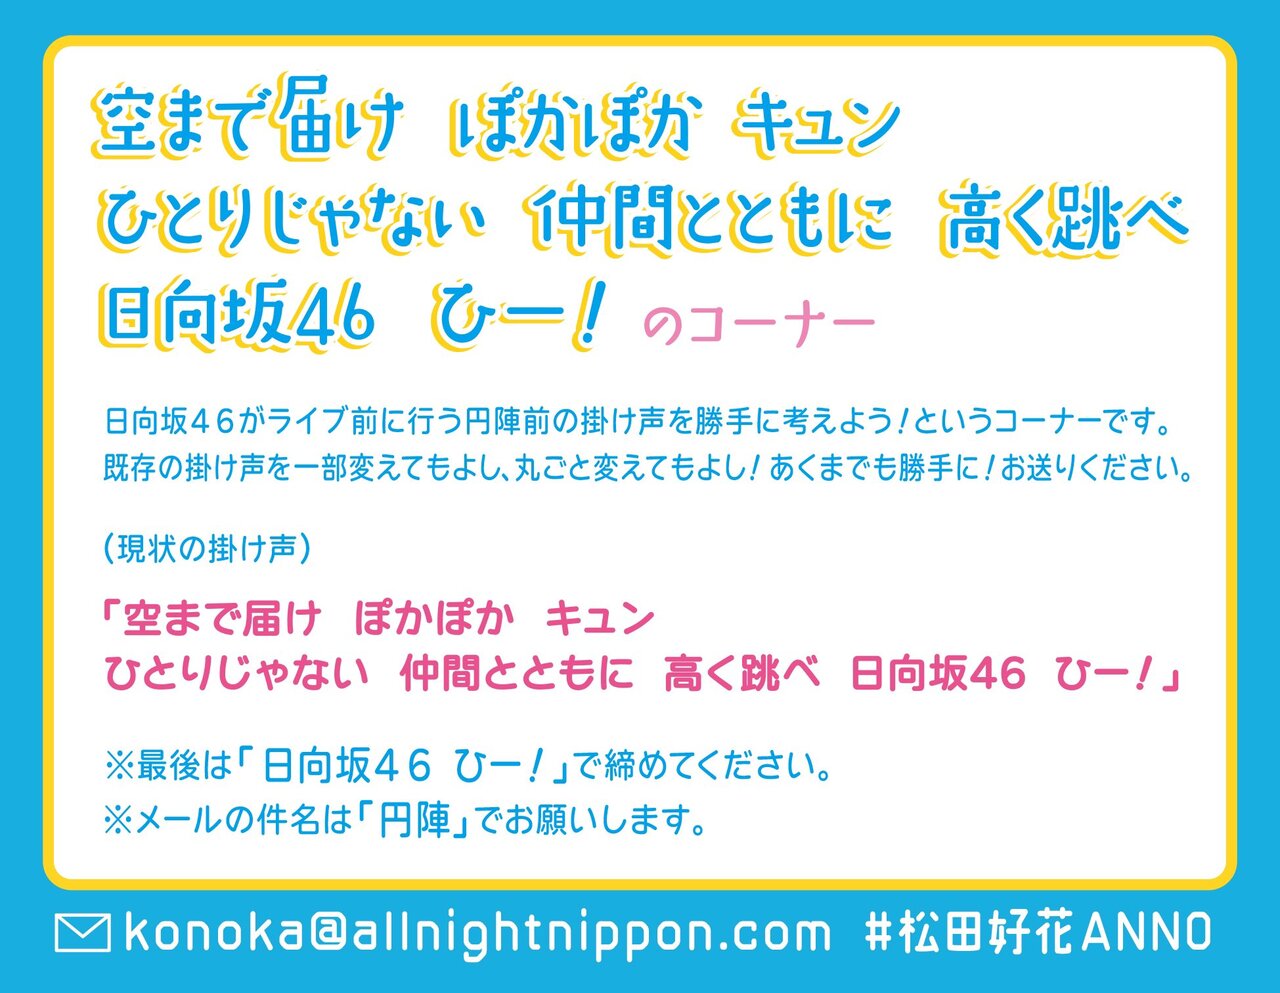 空まで届け　ぽかぽか　キュン
ひとりじゃない　仲間とともに　高く跳べ
日向坂46　ひー！のコーナー
日向坂４６がライブ前に行う円陣前の掛け声を勝手に考えよう！というコーナーです。
既存の掛け声を一部変えてもよし、丸ごと変えてもよし！あくまでも勝手に！お送りください。
（現状の掛け声）
「空まで届け　ぽかぽか　キュン
ひとりじゃない　仲間とともに　高く跳べ　日向坂46　ひー！」
※最後は「日向坂４６　ひー！」で締めてください。
※メールの件名は「円陣」でお願いします。
konoka@allnightnippon.com　#松田好花ANNO